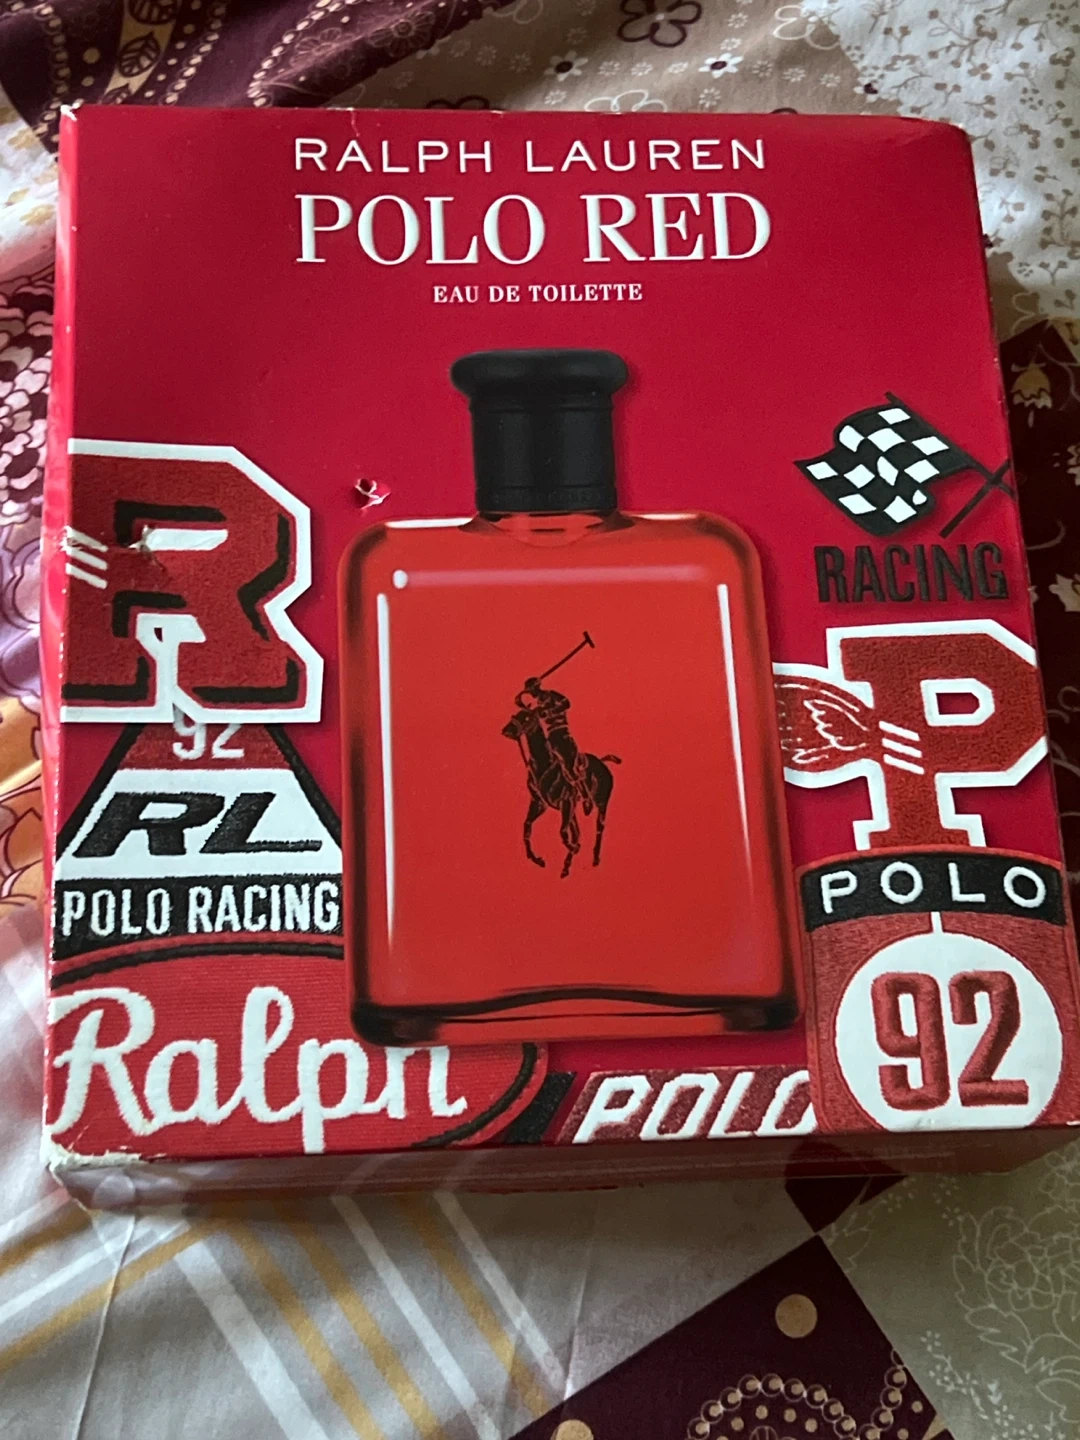 RALPH LAUREN
POLO RED
EAU DE TOILETTE
R
RACING
92
P
RL
POLO RACING
POLO
92
Ralph
POLO